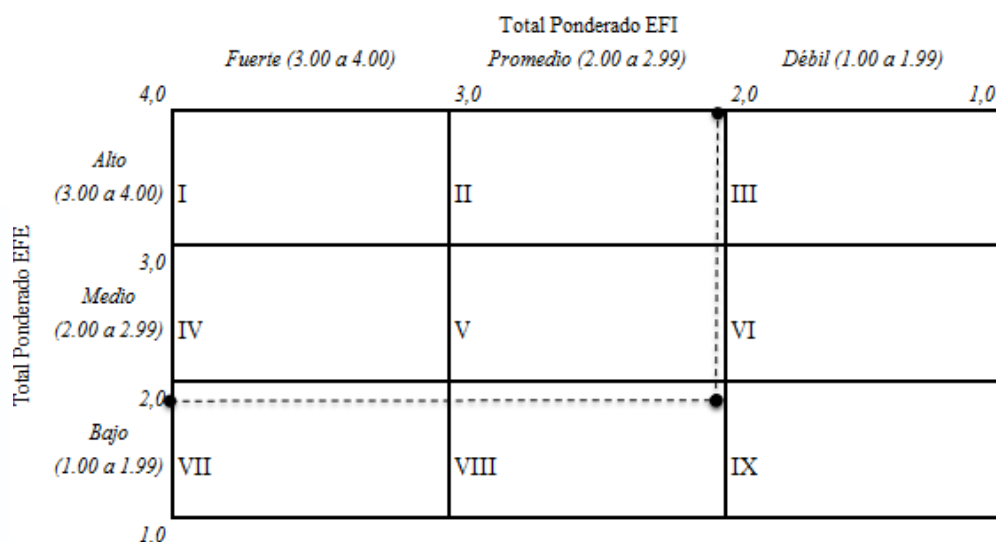 Total Ponderado EFI
Fuerte (3.00 a 4.00) Promedio (2.00 a 2.99) Débil (1.00 a 1.99)
4,0 3,0 2,0 1,0
Alto
(3.00 a 4.00)
I II III
3,0
Total Ponderado EFE
Medio
(2.00 a 2.99)
IV V VI
2,0
Bajo
(1.00 a 1.99)
VII VIII IX
1,0